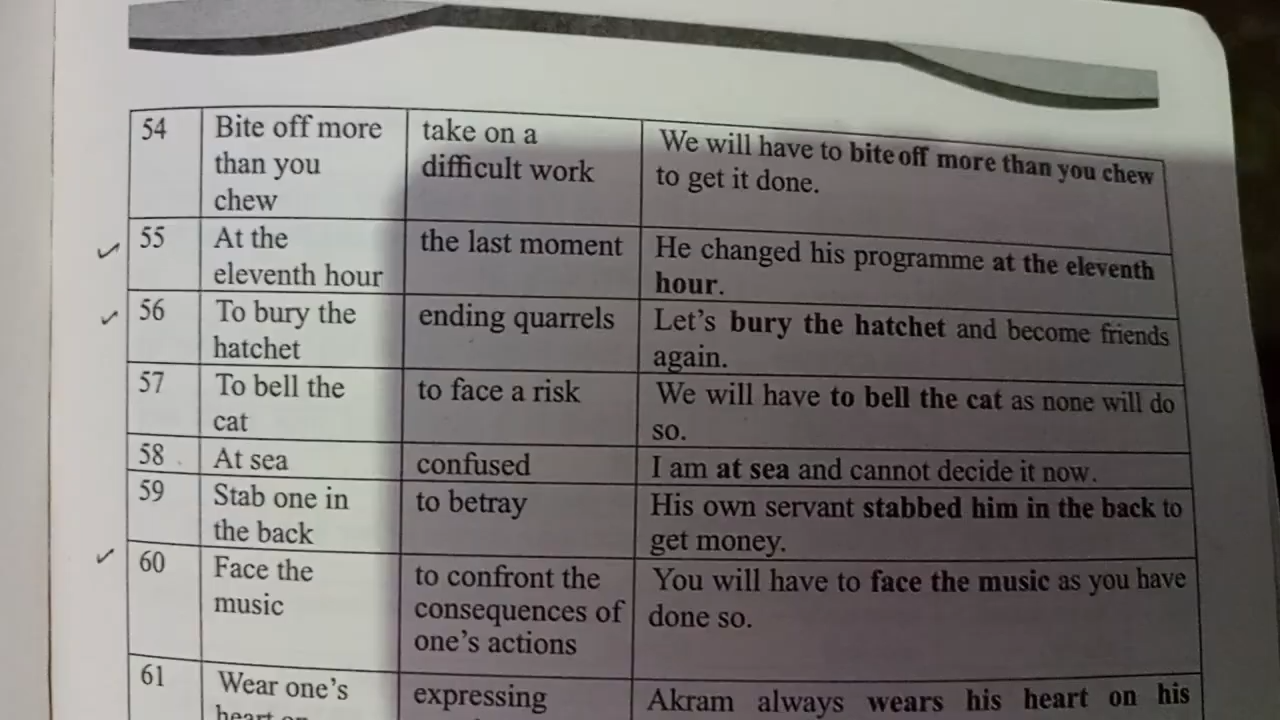 54 Bite off more take on a We will have to bite off more than you chew
than you difficult work to get it done.
chew
55 At the the last moment He changed his programme at the eleventh
eleventh hour hour.
56 To bury the ending quarrels Let's bury the hatchet and become friends
hatchet again.
57 To bell the to face a risk We will have to bell the cat as none will do
cat so.
58 At sea confused I am at sea and cannot decide it now.
59 Stab one in to betray His own servant stabbed him in the back to
the back get money.
60 Face the to confront the You will have to face the music as you have
music consequences of done so.
one's actions
61 Wear one's expressing Akram always wears his heart on his
heart on